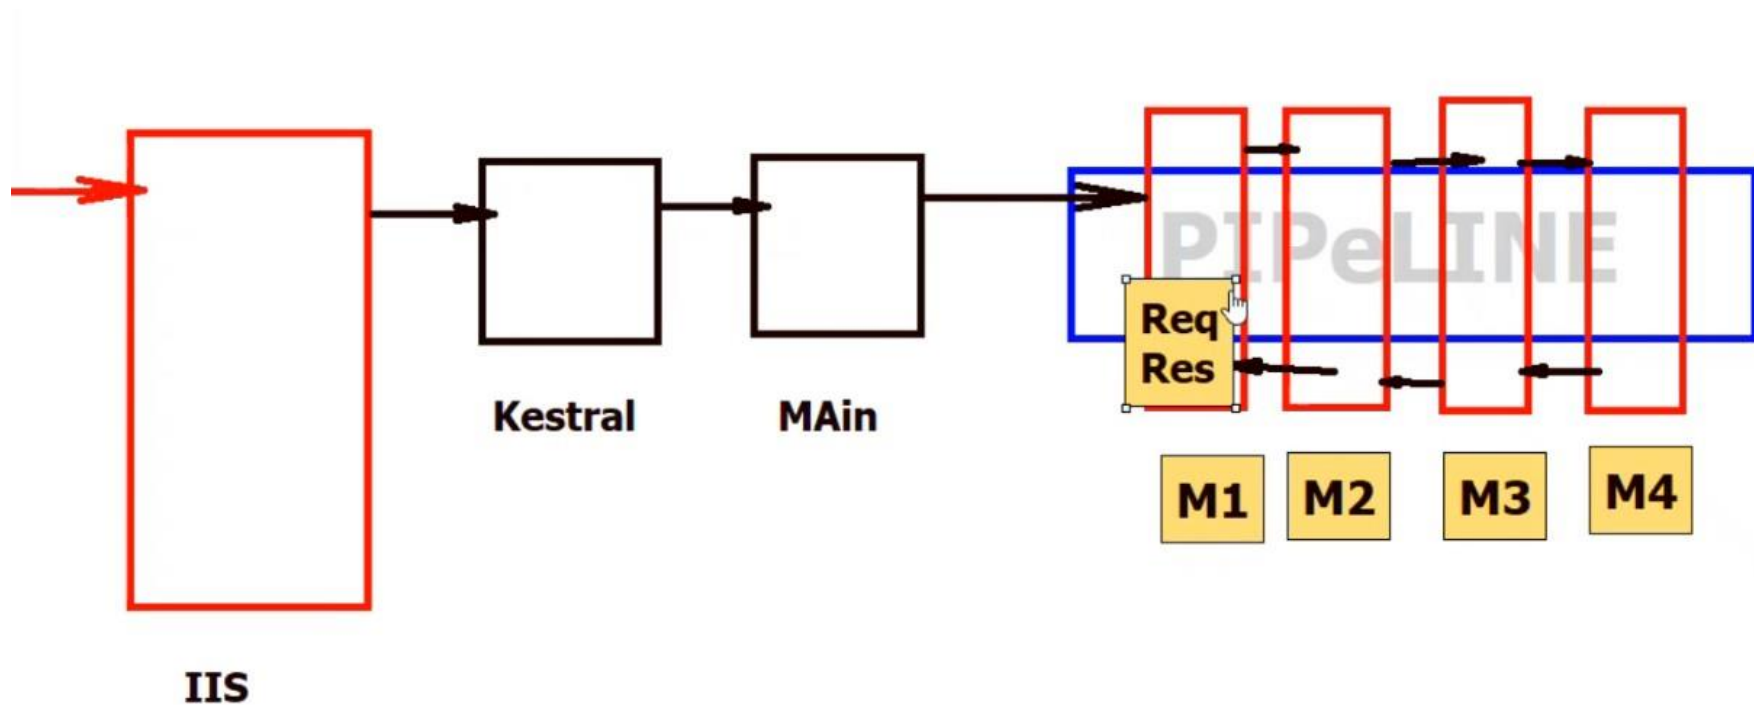 PIPeLINE
Req
Res
Kestral
MAin
M1
M2
M3
M4
IIS